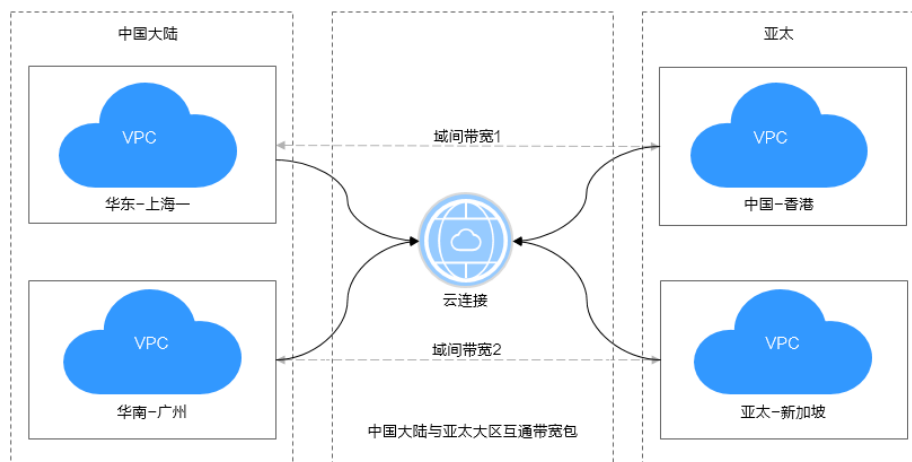 中国大陆
亚太
VPC
华东-上海一
域间带宽1
VPC
中国-香港
云连接
VPC
华南-广州
域间带宽2
VPC
亚太-新加坡
中国大陆与亚太大区互通带宽包